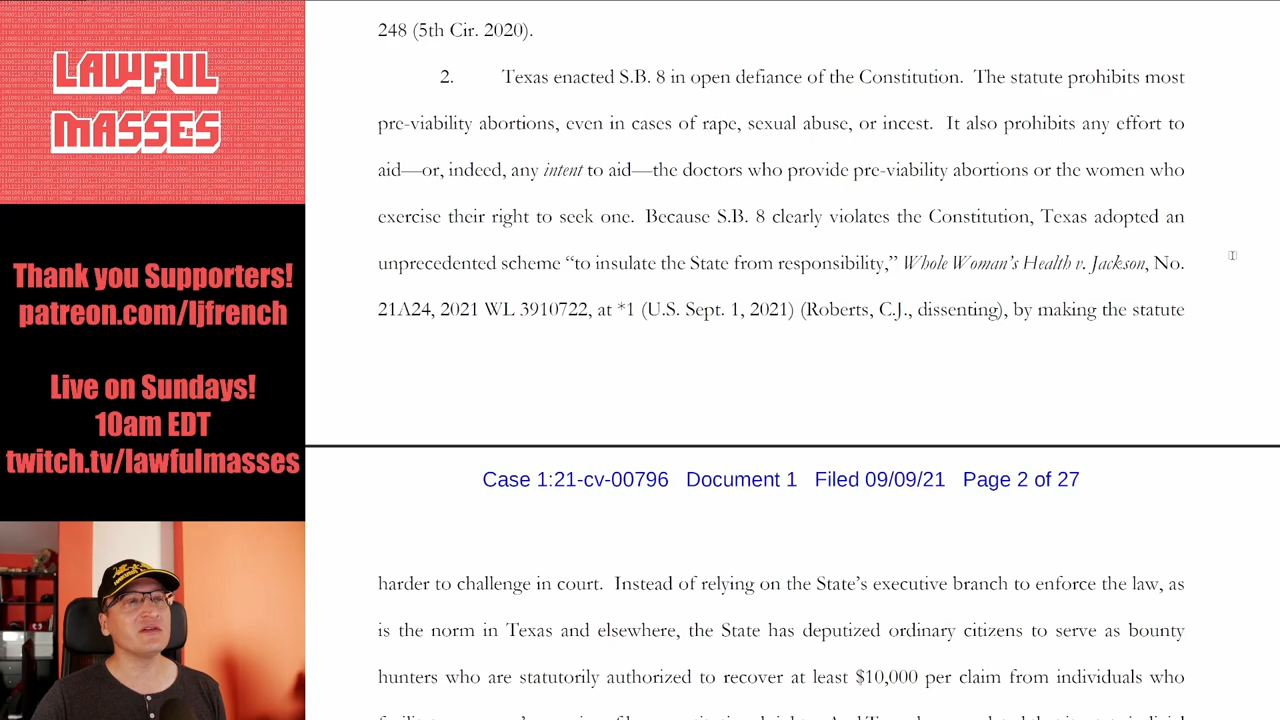 LAWFUL
MASSES
Thank you Supporters!
patreon.com/ljfrench
Live on Sundays!
10am EDT
twitch.tv/lawfulmasses
248 (5th Cir. 2020).
2. Texas enacted S.B. 8 in open defiance of the Constitution. The statute prohibits most
pre-viability abortions, even in cases of rape, sexual abuse, or incest. It also prohibits any effort to
aid—or, indeed, any intent to aid—the doctors who provide pre-viability abortions or the women who
exercise their right to seek one. Because S.B. 8 clearly violates the Constitution, Texas adopted an
unprecedented scheme “to insulate the State from responsibility,” Whole Woman’s Health v. Jackson, No.
21A24, 2021 WL 3910722, at *1 (U.S. Sept. 1, 2021) (Roberts, C.J., dissenting), by making the statute
Case 1:21-cv-00796 Document 1 Filed 09/09/21 Page 2 of 27
harder to challenge in court. Instead of relying on the State’s executive branch to enforce the law, as
is the norm in Texas and elsewhere, the State has deputized ordinary citizens to serve as bounty
hunters who are statutorily authorized to recover at least $10,000 per claim from individuals who